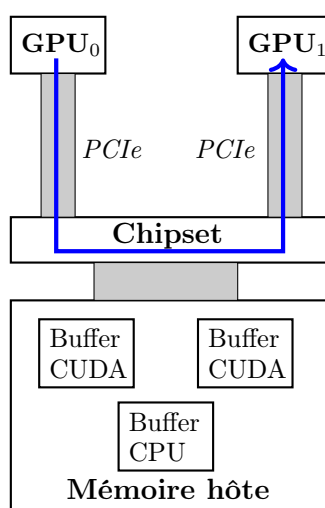 GPU₀ GPU₁
PCIe PCIe
Chipset
Buffer Buffer
CUDA CUDA
Buffer
CPU
Mémoire hôte